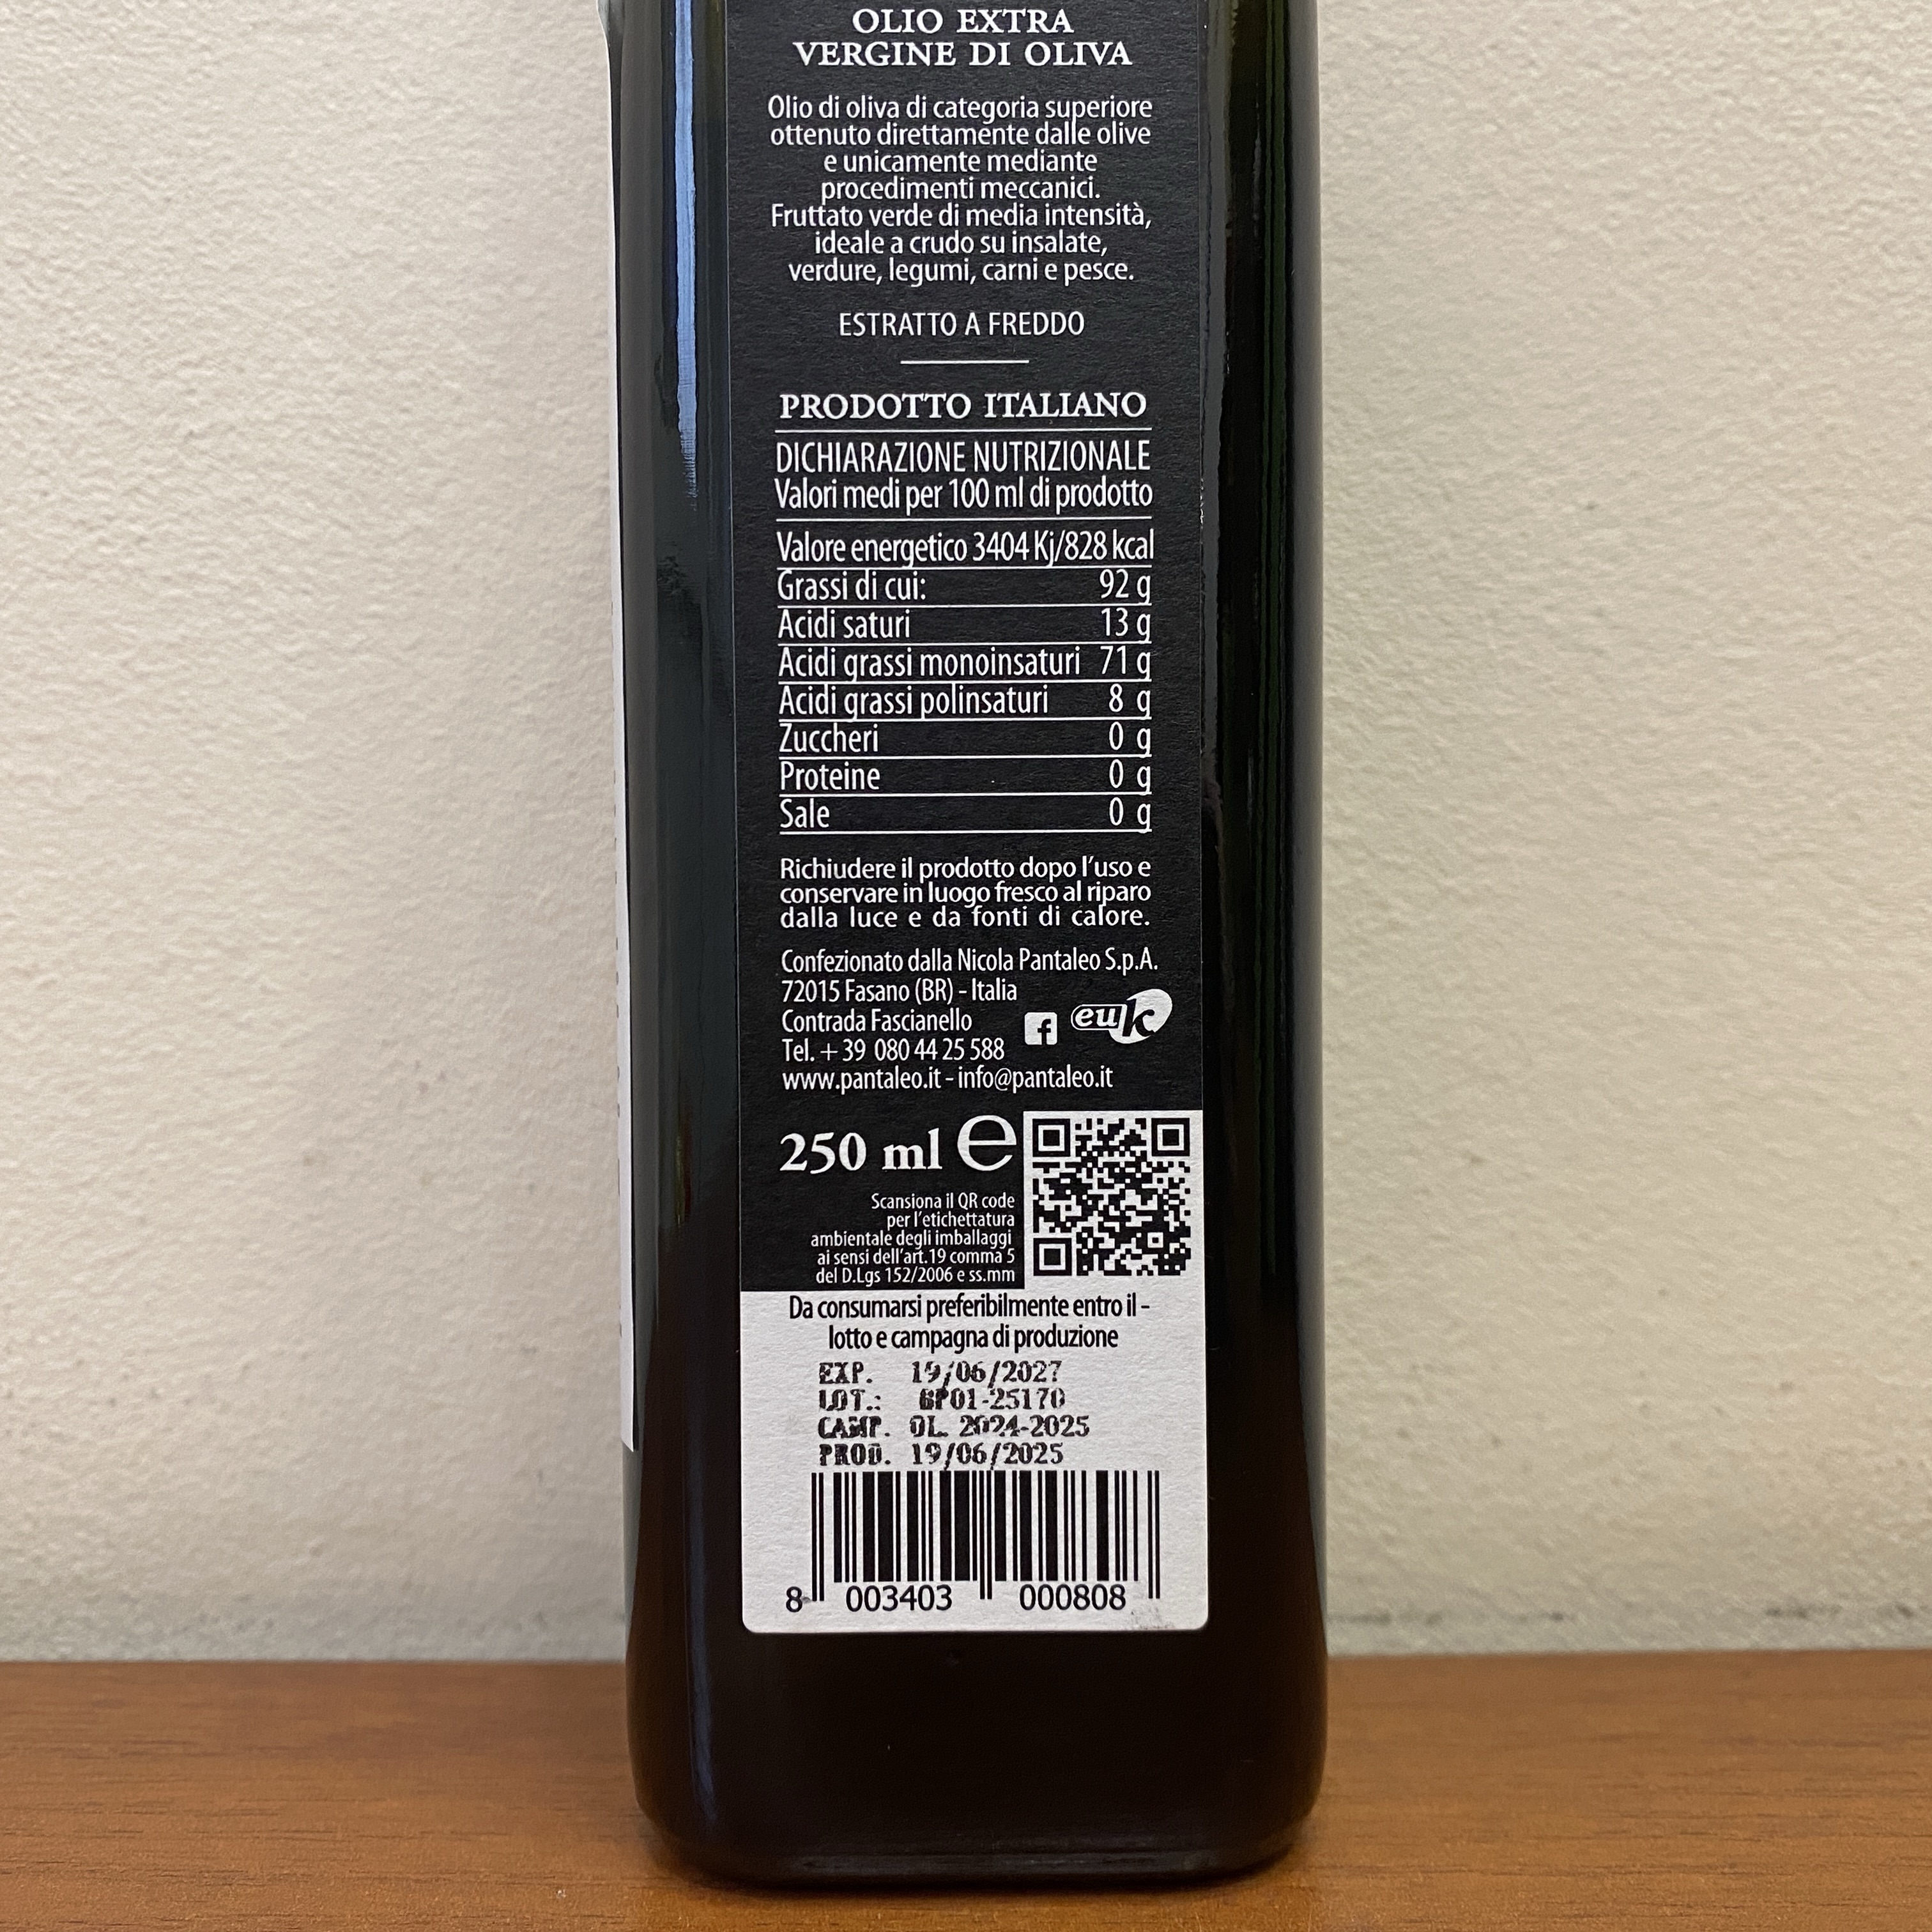 OLIO EXTRA
VERGINE DI OLIVA
Olio di oliva di categoria superiore
ottenuto direttamente dalle olive
e unicamente mediante
procedimenti meccanici.
Fruttato verde di media intensità,
ideale a crudo su insalate,
verdure, legumi, carni e pesce.
ESTRATTO A FREDDO
PRODOTTO ITALIANO
DICHIARAZIONE NUTRIZIONALE
Valori medi per 100 ml di prodotto
Valore energetico 3404 Kj/828 kcal
Grassi di cui: 92 g
Acidi saturi 13 g
Acidi grassi monoinsaturi 71 g
Acidi grassi polinsaturi 8 g
Zuccheri 0 g
Proteine 0 g
Sale 0 g
Richiudere il prodotto dopo l'uso e
conservare in luogo fresco al riparo
dalla luce e da fonti di calore.
Confezionato dalla Nicola Pantaleo S.p.A.
72015 Fasano (BR) - Italia
Contrada Fascianello
f euk
Tel. + 39 080 44 25 588
www.pantaleo.it - info@pantaleo.it
250 ml e
Scansiona il QR code
per l'etichettatura
ambientale degli imballaggi
ai sensi dell'art.19 comma 5
del D.Lgs 152/2006 e ss.mm
Da consumarsi preferibilmente entro il -
lotto e campagna di produzione
EXP. 19/06/2027
LOT.: 6P01-25170
CAMP. OL. 2024-2025
PROD. 19/06/2025
8 003403 000808